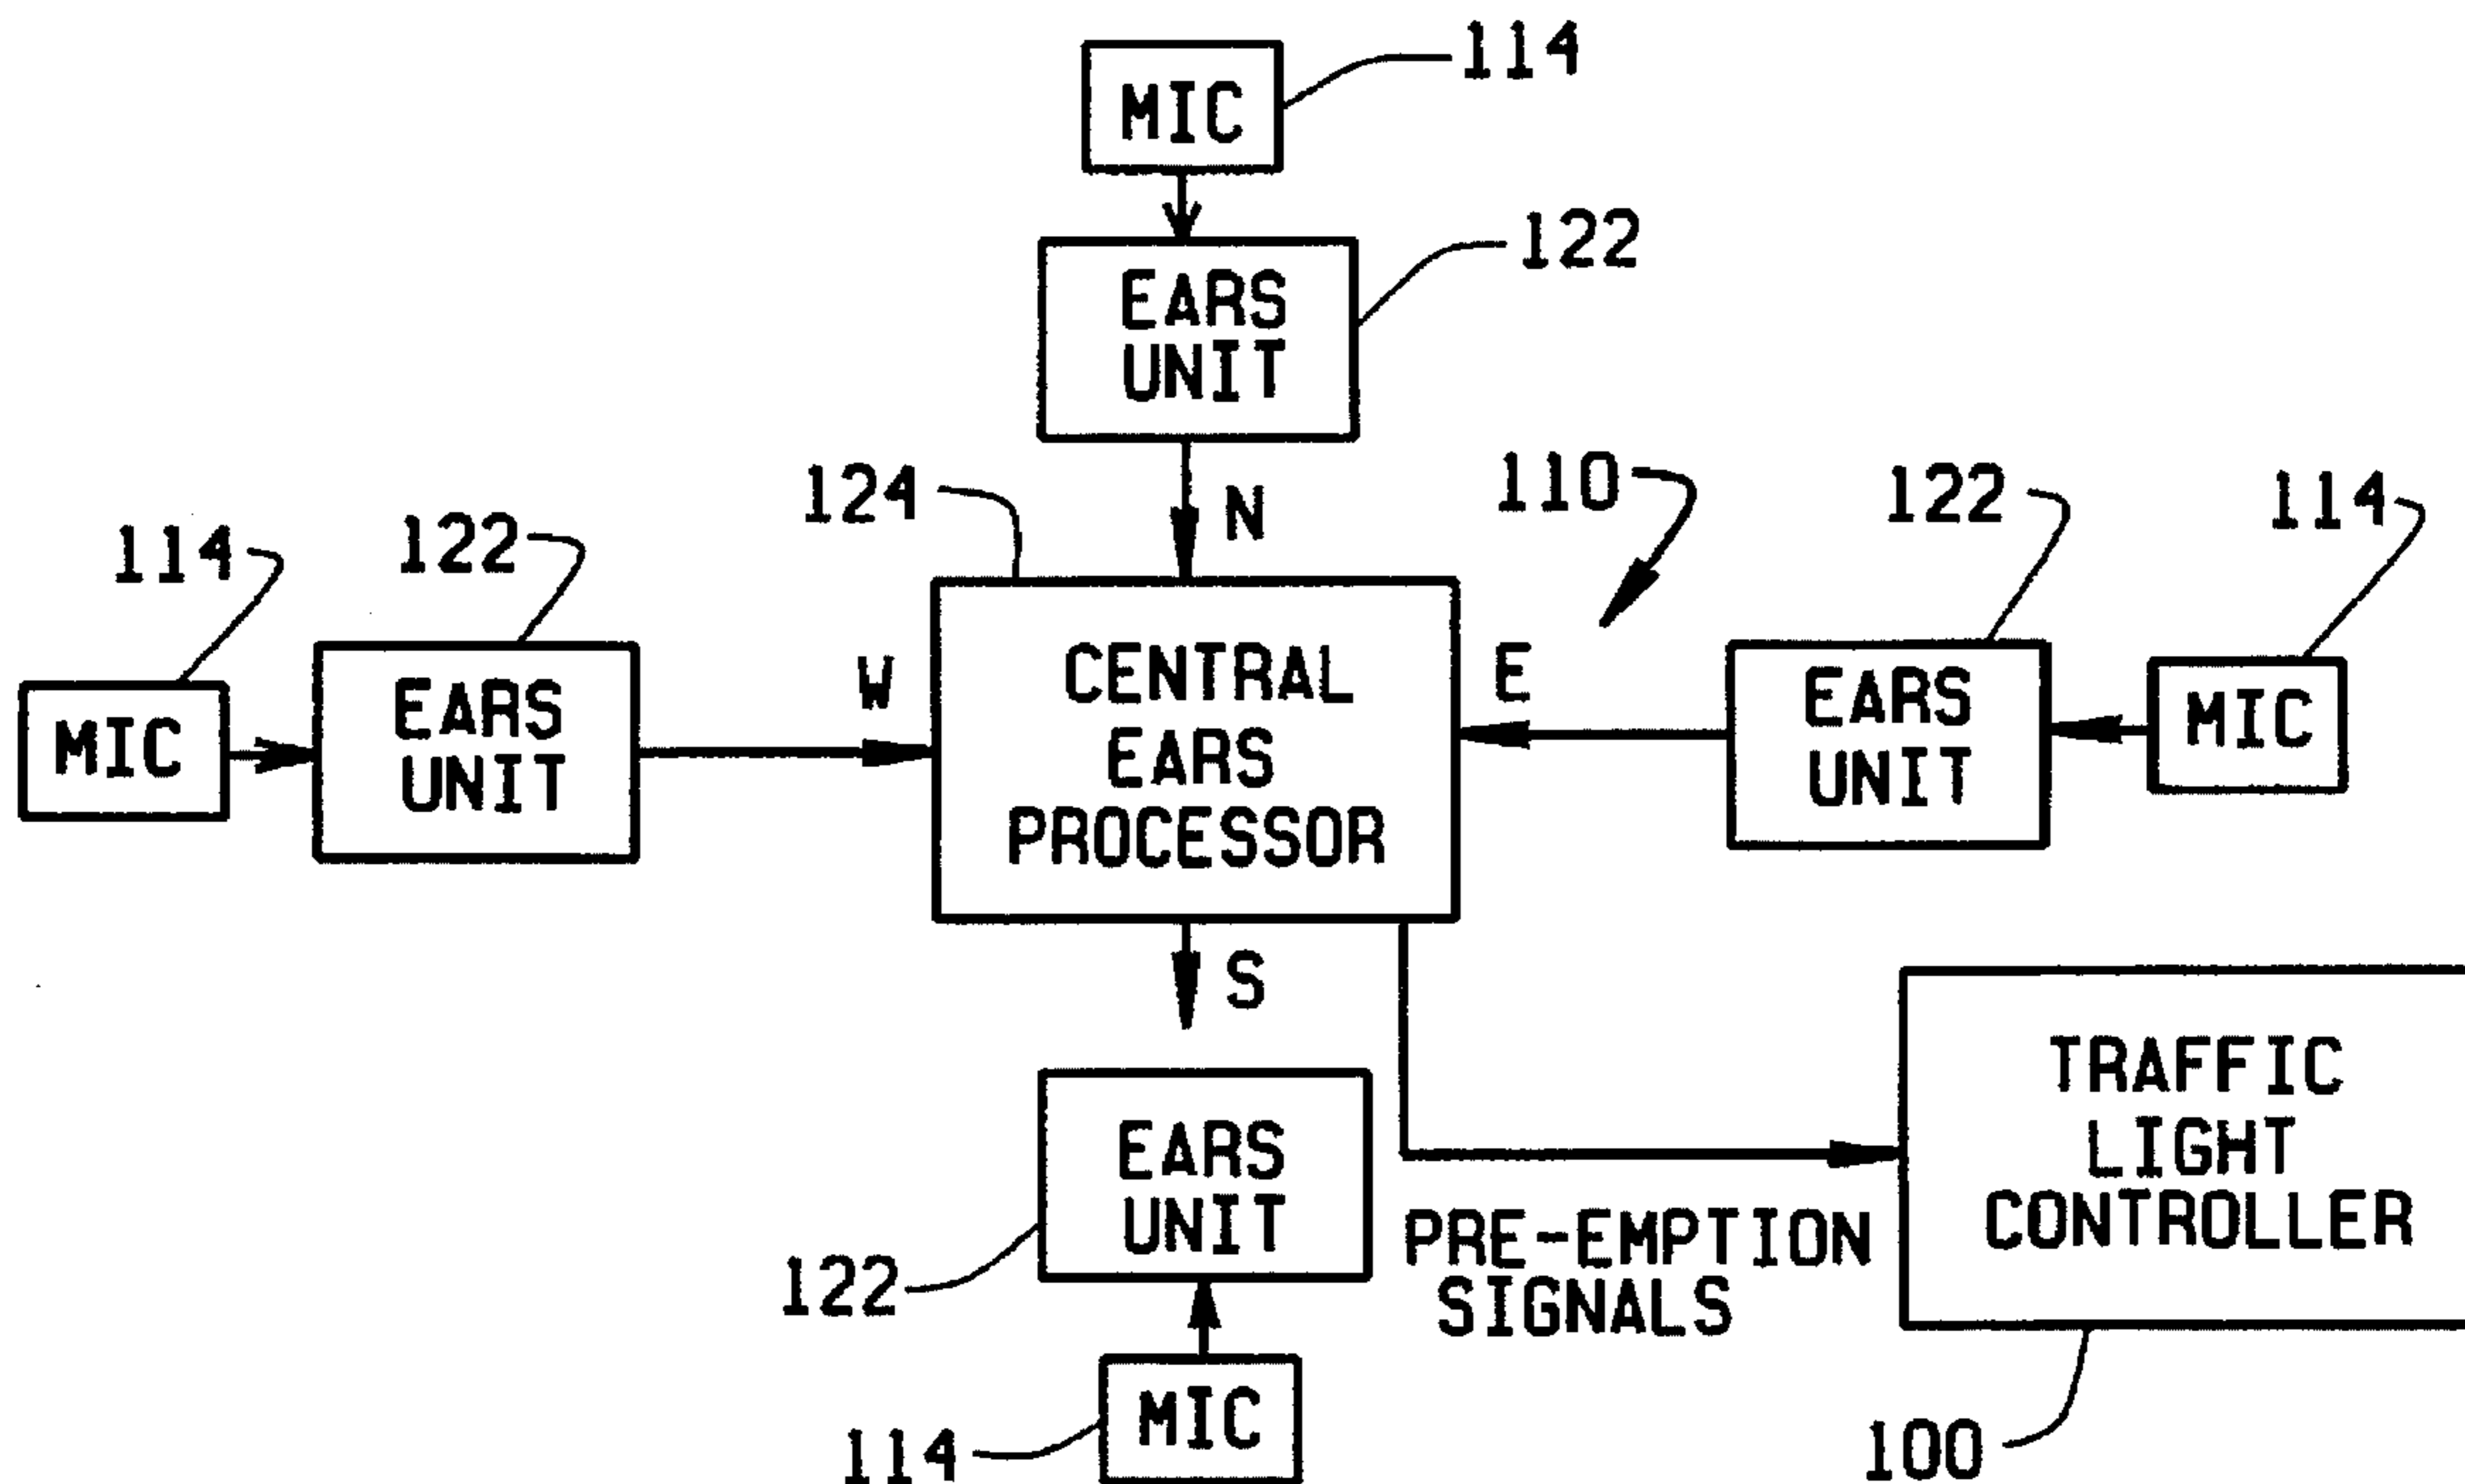 MIC
114
EARS
UNIT
122
124
N
110
122
114
114
122
W
CENTRAL
EARS
PROCESSOR
E
EARS
UNIT
MIC
MIC
EARS
UNIT
S
EARS
UNIT
122
MIC
114
PRE-EMPTION
SIGNALS
TRAFFIC
LIGHT
CONTROLLER
100